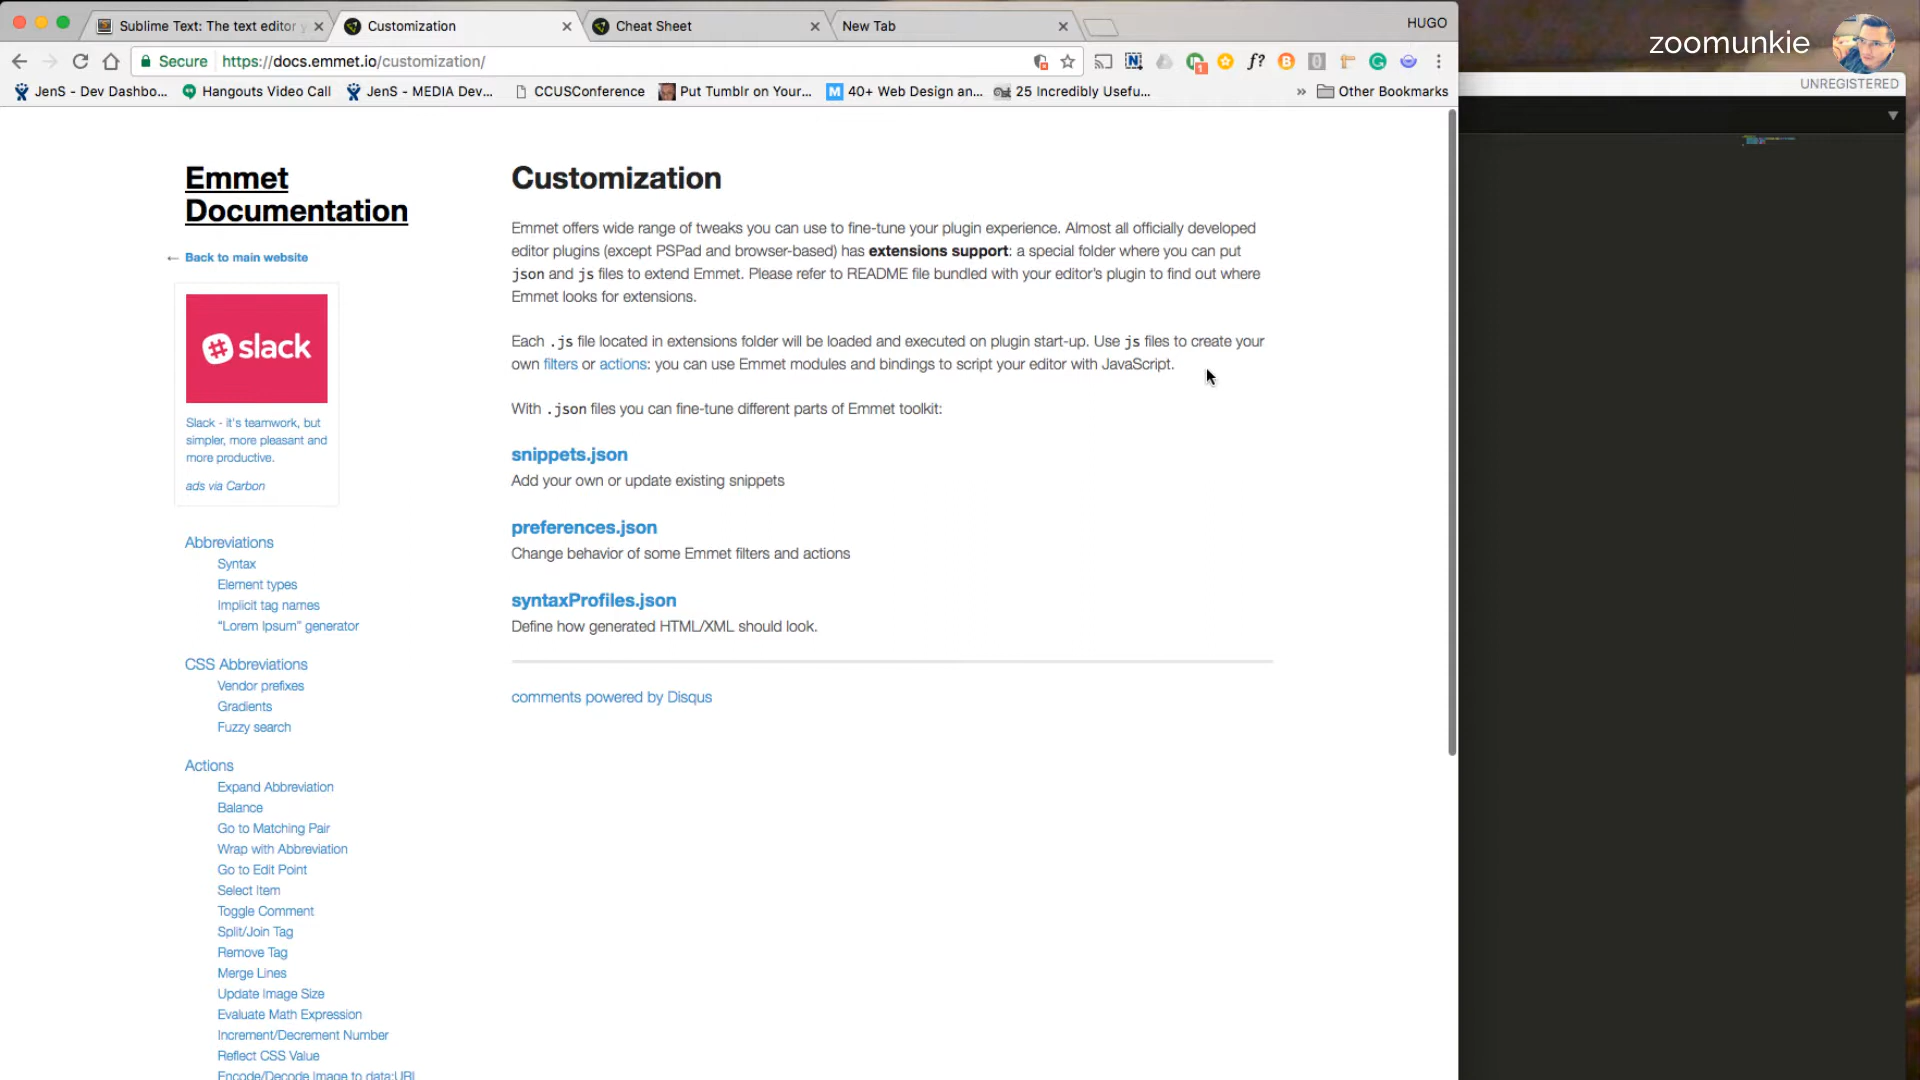 Sublime Text: The text editor y
Customization
Cheat Sheet
New Tab
HUGO
zoomunkie
Secure https://docs.emmet.io/customization/
UNREGISTERED
JenS - Dev Dashbo...
Hangouts Video Call
JenS - MEDIA Dev...
CCUSConference
Put Tumblr on Your...
40+ Web Design an...
25 Incredibly Usefu...
» Other Bookmarks
Emmet
Documentation
← Back to main website
slack
Slack - it's teamwork, but
simpler, more pleasant and
more productive.
ads via Carbon
Abbreviations
Syntax
Element types
Implicit tag names
“Lorem Ipsum” generator
CSS Abbreviations
Vendor prefixes
Gradients
Fuzzy search
Actions
Expand Abbreviation
Balance
Go to Matching Pair
Wrap with Abbreviation
Go to Edit Point
Select Item
Toggle Comment
Split/Join Tag
Remove Tag
Merge Lines
Update Image Size
Evaluate Math Expression
Increment/Decrement Number
Reflect CSS Value
Encode/Decode Image to data:URL
Customization
Emmet offers wide range of tweaks you can use to fine-tune your plugin experience. Almost all officially developed
editor plugins (except PSPad and browser-based) has extensions support: a special folder where you can put
json and js files to extend Emmet. Please refer to README file bundled with your editor’s plugin to find out where
Emmet looks for extensions.
Each .js file located in extensions folder will be loaded and executed on plugin start-up. Use js files to create your
own filters or actions: you can use Emmet modules and bindings to script your editor with JavaScript.
With .json files you can fine-tune different parts of Emmet toolkit:
snippets.json
Add your own or update existing snippets
preferences.json
Change behavior of some Emmet filters and actions
syntaxProfiles.json
Define how generated HTML/XML should look.
comments powered by Disqus